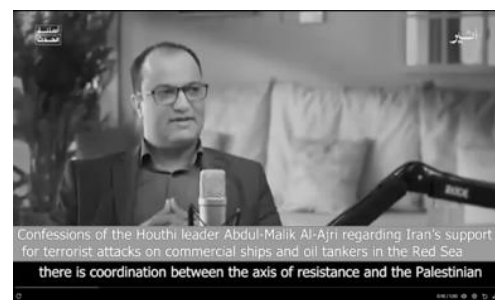 Confessions of the Houthi leader Abdul-Malik Al-Ajri regarding Iran's support
for terrorist attacks on commercial ships and oil tankers in the Red Sea
there is coordination between the axis of resistance and the Palestinian
RODE